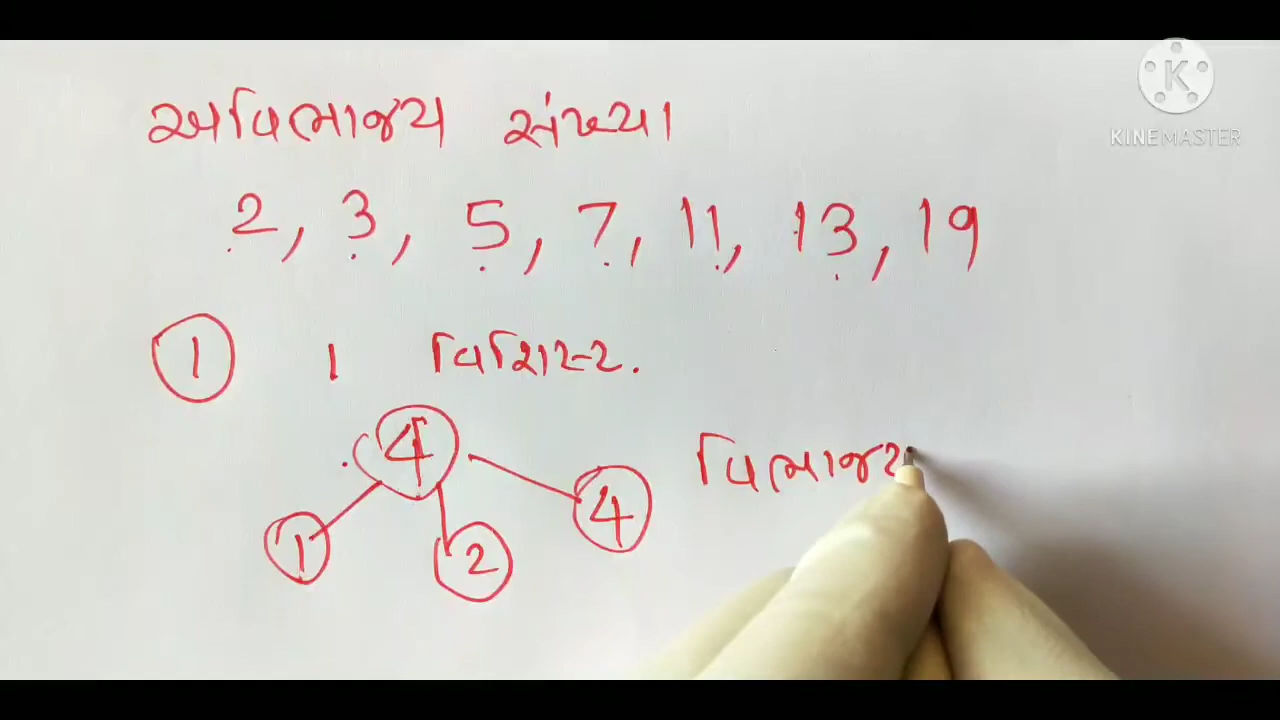 અવિભાજ્ય સંખ્યા
2, 3, 5, 7, 11, 13, 19
1 1 વિશિષ્ટ.
4
1 2 4
વિભાજ્ય
K
KINEMASTER